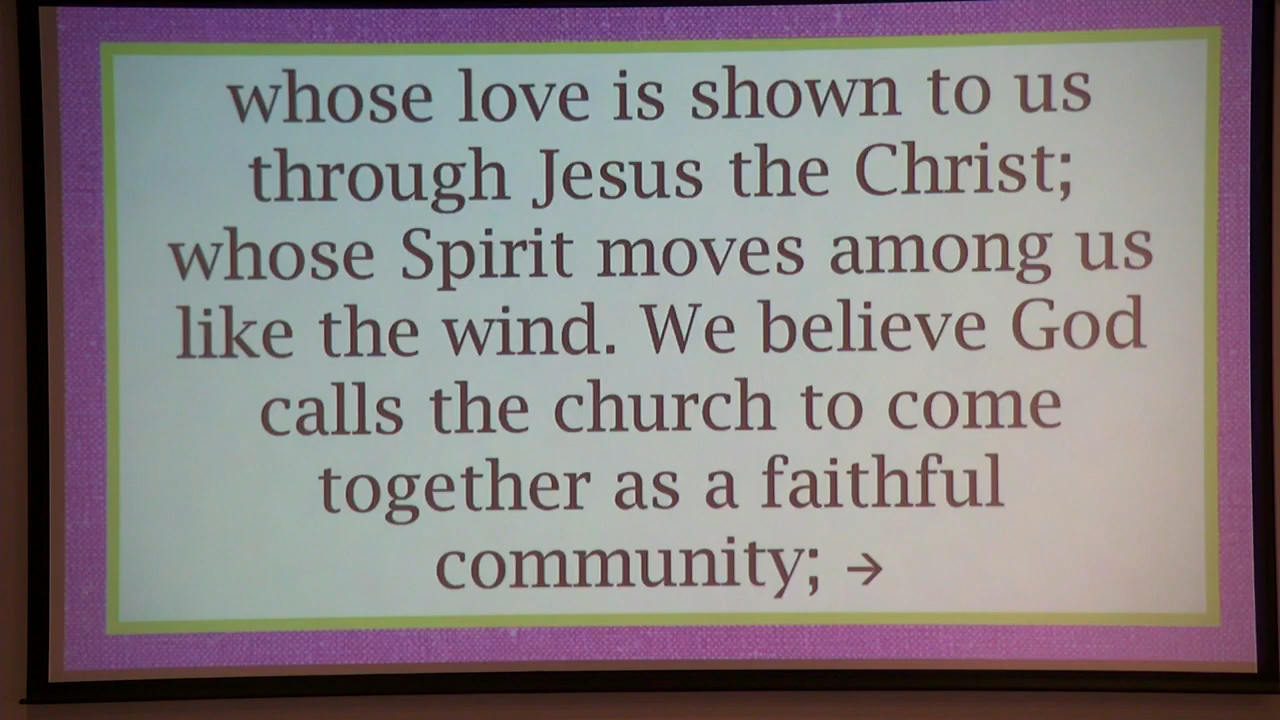 whose love is shown to us
through Jesus the Christ;
whose Spirit moves among us
like the wind. We believe God
calls the church to come
together as a faithful
community; →